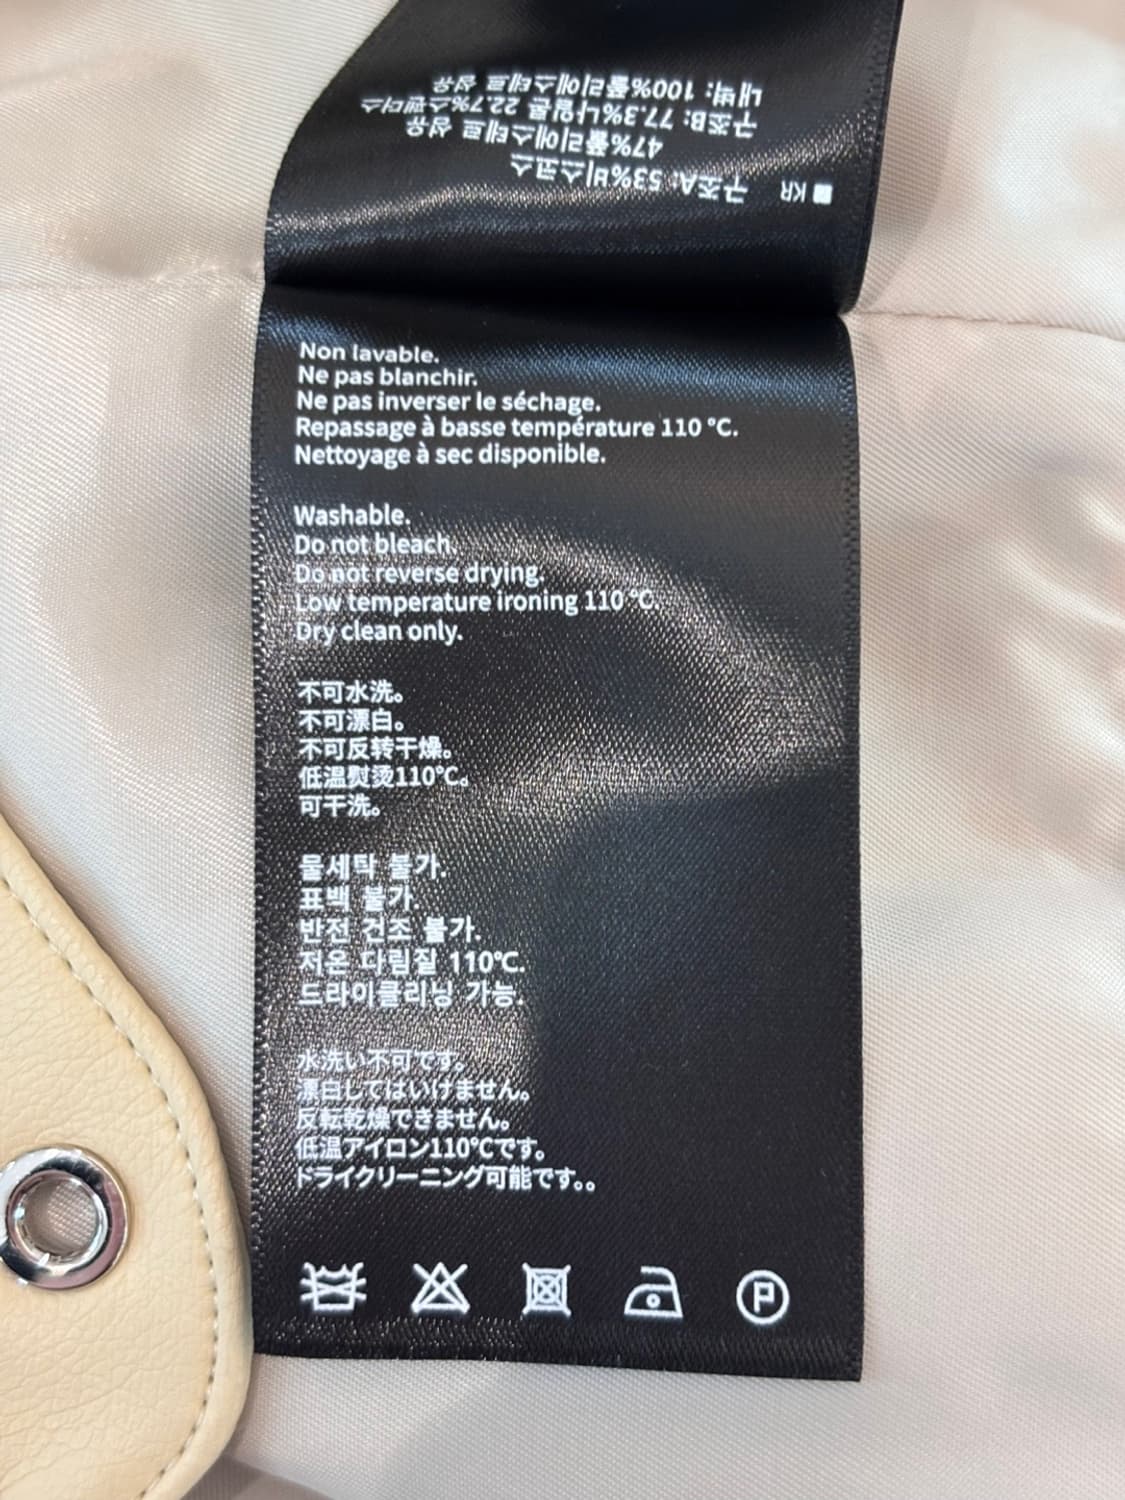 ■ KR 구조A: 53%비스코스
47%폴리에스테르 섬유
구조B: 77.3%나일론 22.7%스판덱스
내벽: 100%폴리에스테르 섬유
Non lavable.
Ne pas blanchir.
Ne pas inverser le séchage.
Repassage à basse température 110 °C.
Nettoyage à sec disponible.
Washable.
Do not bleach.
Do not reverse drying.
Low temperature ironing 110 °C.
Dry clean only.
不可水洗。
不可漂白。
不可反转干燥。
低温熨烫110℃。
可干洗。
물세탁 불가.
표백 불가.
반전 건조 불가.
저온 다림질 110℃.
드라이클리닝 가능.
水洗い不可です。
漂白してはいけません。
反転乾燥できません。
低温アイロン110℃です。
ドライクリーニング可能です。。
P